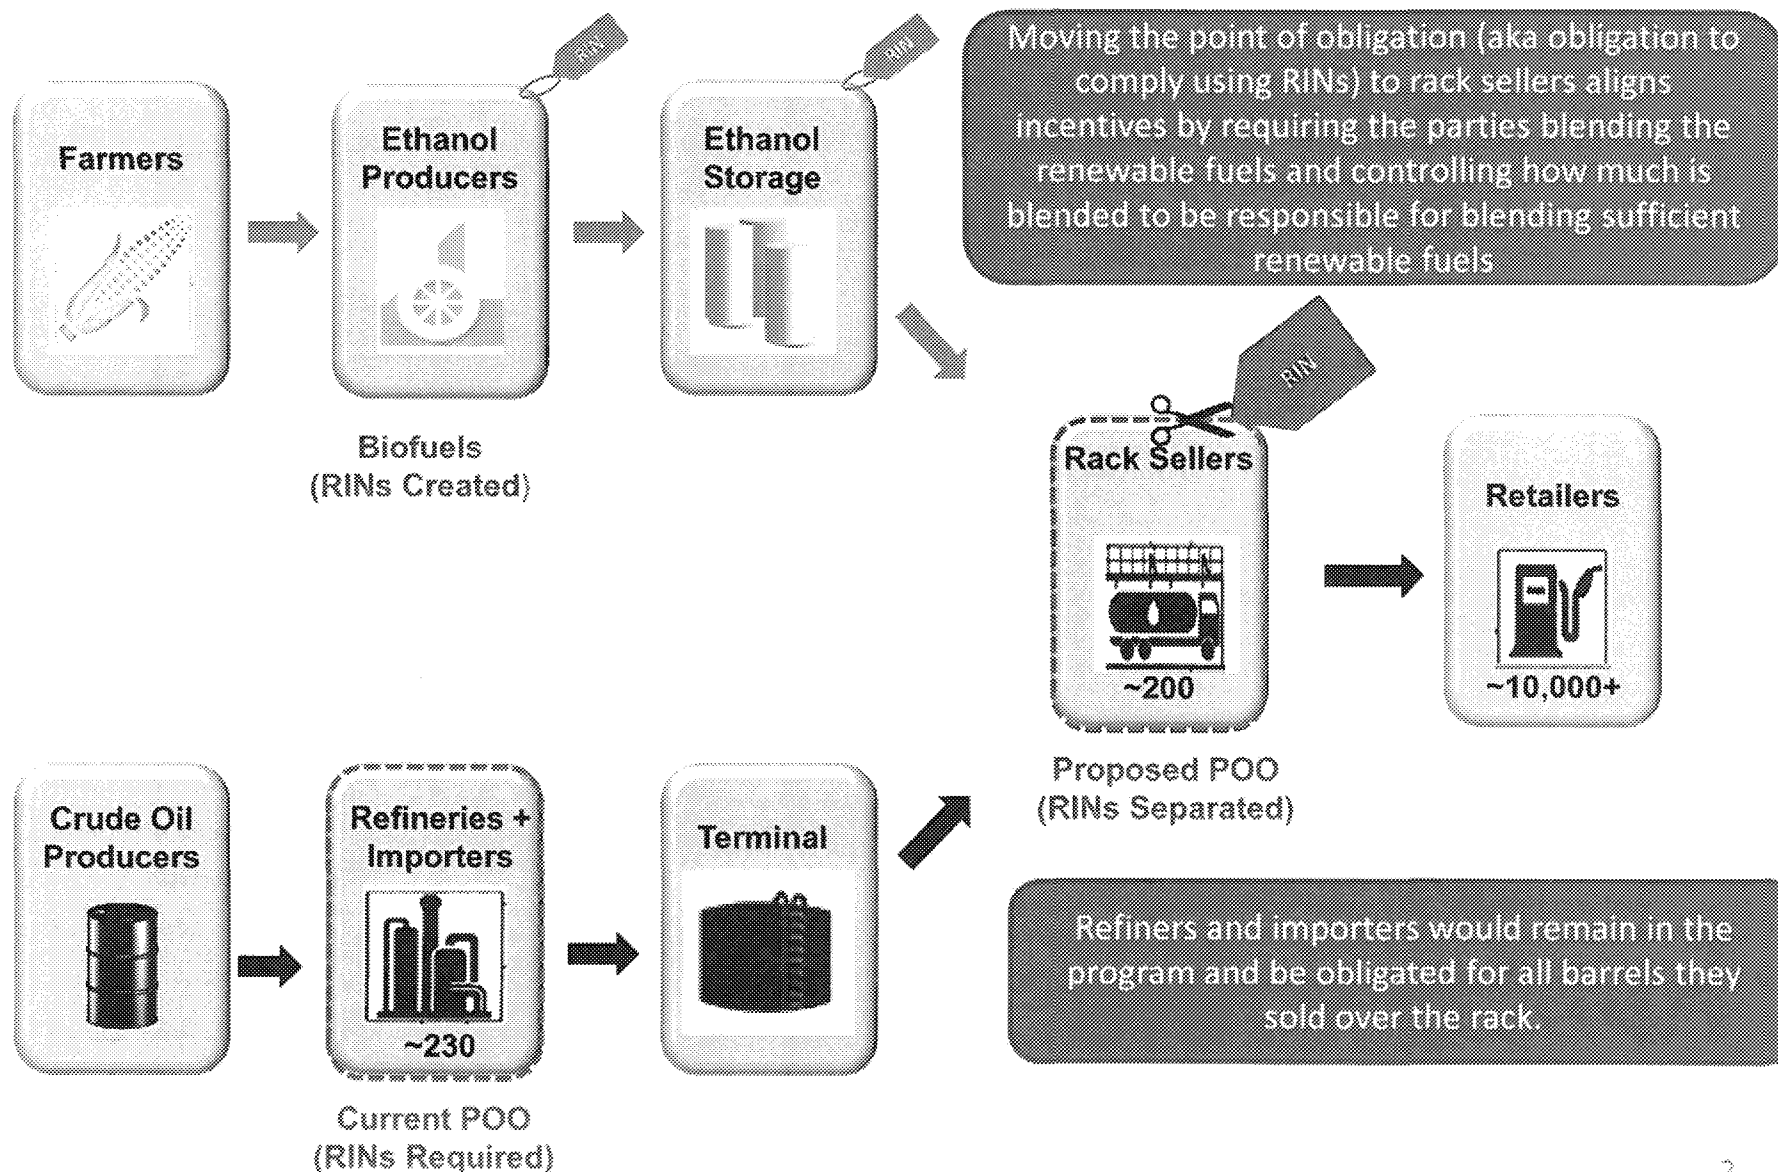 RIN
RIN
Moving the point of obligation (aka obligation to
comply using RINs) to rack sellers aligns
incentives by requiring the parties blending the
renewable fuels and controlling how much is
blended to be responsible for blending sufficient
renewable fuels
Farmers
Ethanol
Producers
Ethanol
Storage
Biofuels
(RINs Created)
RIN
Rack Sellers
~200
Proposed POO
(RINs Separated)
Retailers
~10,000+
Crude Oil
Producers
Refineries +
Importers
~230
Current POO
(RINs Required)
Terminal
Refiners and importers would remain in the
program and be obligated for all barrels they
sold over the rack.